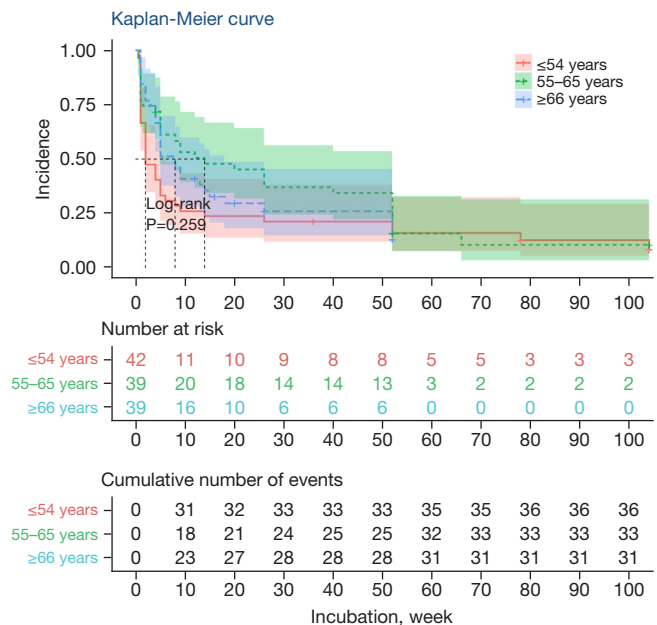 Kaplan-Meier curve
Incidence
1.00
0.75
0.50
0.25
0.00
≤54 years
55–65 years
≥66 years
Log-rank
P=0.259
0 10 20 30 40 50 60 70 80 90 100
Number at risk
≤54 years 42 11 10 9 8 8 5 5 3 3 3
55–65 years 39 20 18 14 14 13 3 2 2 2 2
≥66 years 39 16 10 6 6 6 0 0 0 0 0
0 10 20 30 40 50 60 70 80 90 100
Cumulative number of events
≤54 years 0 31 32 33 33 33 35 35 36 36 36
55–65 years 0 18 21 24 25 25 32 33 33 33 33
≥66 years 0 23 27 28 28 28 31 31 31 31 31
0 10 20 30 40 50 60 70 80 90 100
Incubation, week